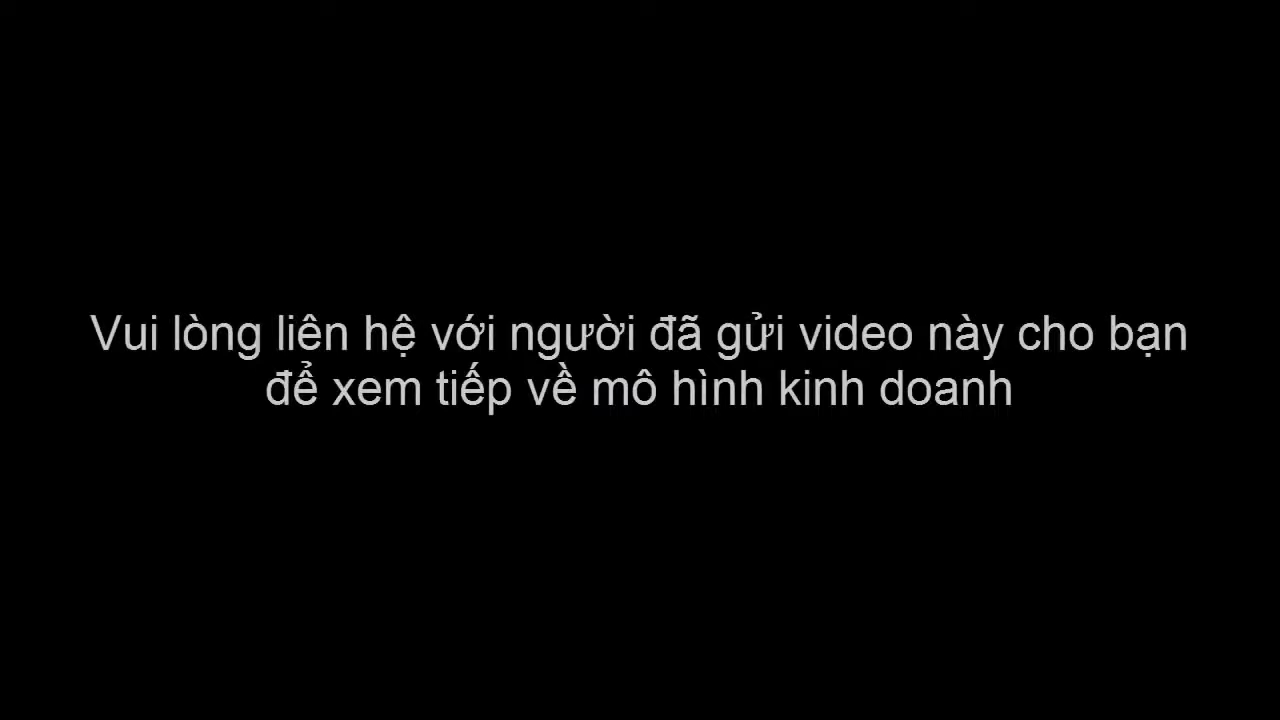 Vui lòng liên hệ với người đã gửi video này cho bạn
để xem tiếp về mô hình kinh doanh